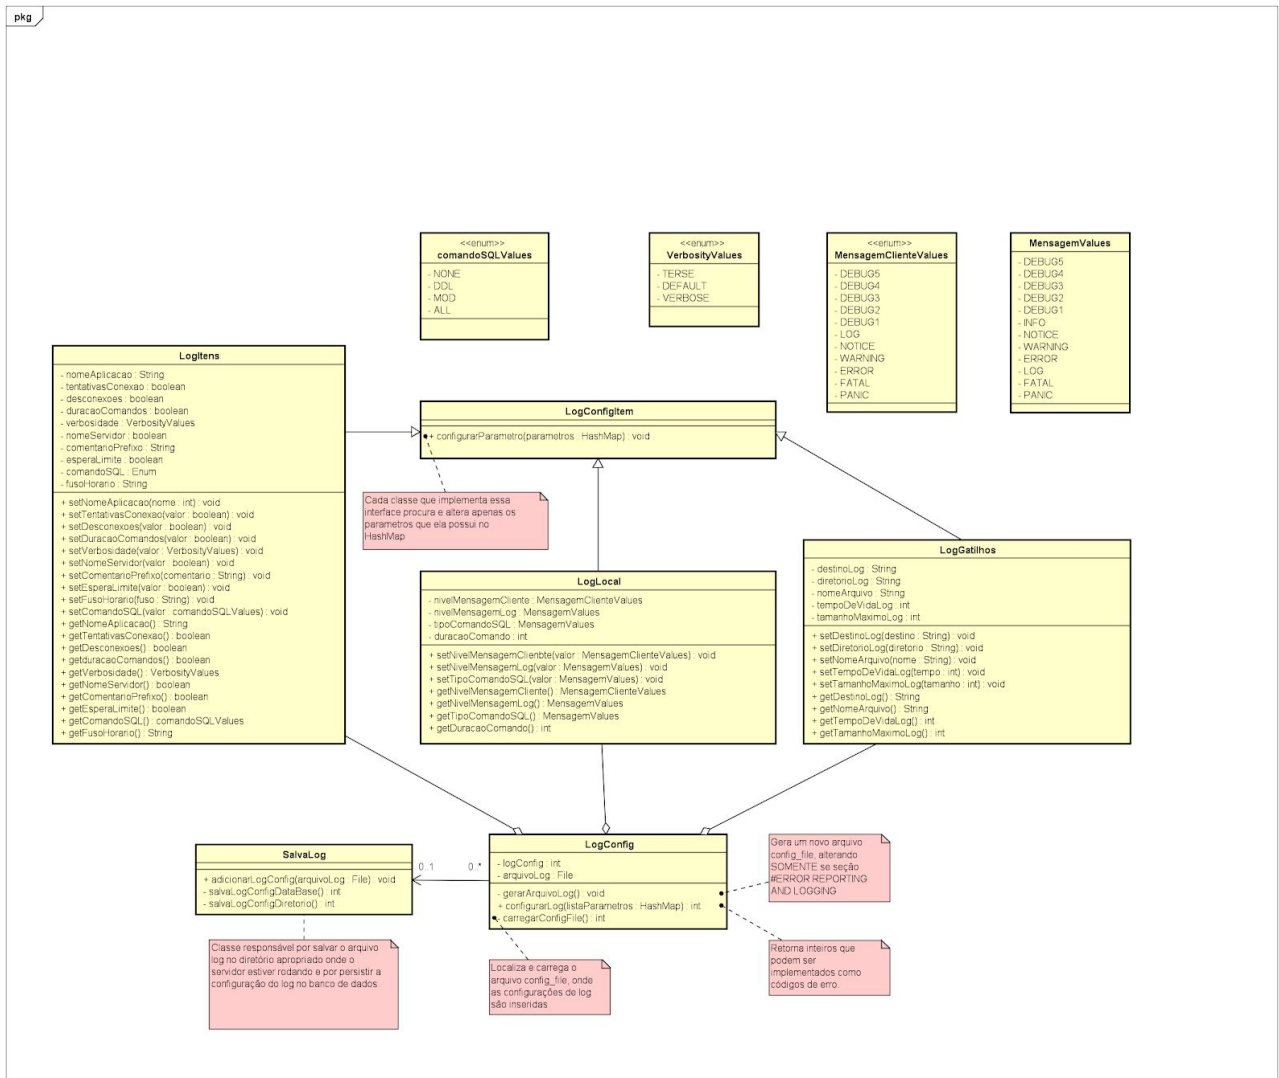 pkg
<<enum>>
comandoSQLValues
- NONE
- DDL
- MOD
- ALL
<<enum>>
VerbosityValues
- TERSE
- DEFAULT
- VERBOSE
<<enum>>
MensagemClienteValues
- DEBUG5
- DEBUG4
- DEBUG3
- DEBUG2
- DEBUG1
- LOG
- NOTICE
- WARNING
- ERROR
- FATAL
- PANIC
MensagemValues
- DEBUG5
- DEBUG4
- DEBUG3
- DEBUG2
- DEBUG1
- INFO
- NOTICE
- WARNING
- ERROR
- LOG
- FATAL
- PANIC
LogItens
- nomeAplicacao : String
- tentativasConexao : boolean
- desconexoes : boolean
- duracaoComandos : boolean
- verbosidade : VerbosityValues
- nomeServidor : boolean
- comentarioPrefixo : String
- esperaLimite : boolean
- comandoSQL : Enum
- fusoHorario : String
+ setNomeAplicacao(nome : int) : void
+ setTentativasConexao(valor : boolean) : void
+ setDesconexoes(valor : boolean) : void
+ setDuracaoComandos(valor : boolean) : void
+ setVerbosidade(valor : VerbosityValues) : void
+ setNomeServidor(valor : boolean) : void
+ setComentarioPrefixo(comentario : String) : void
+ setEsperaLimite(valor : boolean) : void
+ setFusoHorario(fuso : String) : void
+ setComandoSQL(valor : comandoSQLValues) : void
+ getNomeAplicacao() : String
+ getTentativasConexao() : boolean
+ getDesconexoes() : boolean
+ getduracaoComandos() : boolean
+ getVerbosidade() : VerbosityValues
+ getNomeServidor() : boolean
+ getComentarioPrefixo() : boolean
+ getEsperaLimite() : boolean
+ getComandoSQL() : comandoSQLValues
+ getFusoHorario() : String
LogConfigItem
+ configurarParametro(parametros : HashMap) : void
Cada classe que implementa essa
interface procura e altera apenas os
parametros que ela possui no
HashMap
LogLocal
- nivelMensagemCliente : MensagemClienteValues
- nivelMensagemLog : MensagemValues
- tipoComandoSQL : MensagemValues
- duracaoComando : int
+ setNivelMensagemClienbte(valor : MensagemClienteValues) : void
+ setNivelMensagemLog(valor : MensagemValues) : void
+ setTipoComandoSQL(valor : MensagemValues) : void
+ getNivelMensagemCliente() : MensagemClienteValues
+ getNivelMensagemLog() : MensagemValues
+ getTipoComandoSQL() : MensagemValues
+ getDuracaoComando() : int
LogGatilhos
- destinoLog : String
- diretorioLog : String
- nomeArquivo : String
- tempoDeVidaLog : int
- tamanhoMaximoLog : int
+ setDestinoLog(destino : String) : void
+ setDiretorioLog(diretorio : String) : void
+ setNomeArquivo(nome : String) : void
+ setTempoDeVidaLog(tempo : int) : void
+ setTamanhoMaximoLog(tamanho : int) : void
+ getDestinoLog() : String
+ getNomeArquivo() : String
+ getTempoDeVidaLog() : int
+ getTamanhoMaximoLog() : int
SalvaLog
+ adicionarLogConfig(arquivoLog : File) : void
- salvaLogConfigDataBase() : int
- salvaLogConfigDiretorio() : int
0..1
0..*
LogConfig
- logConfig : int
- arquivoLog : File
- gerarArquivoLog() : void
+ configurarLog(listaParametros : HashMap) : int
- carregarConfigFile() : int
Gera um novo arquivo
config_file, alterando
SOMENTE se seção
#ERROR REPORTING
AND LOGGING
Classe responsável por salvar o arquivo
log no diretório apropriado onde o
servidor estiver rodando e por persistir a
configuração do log no banco de dados.
Localiza e carrega o
arquivo config_file, onde
as configurações de log
são inseridas
Retorna inteiros que
podem ser
implementados como
códigos de erro.